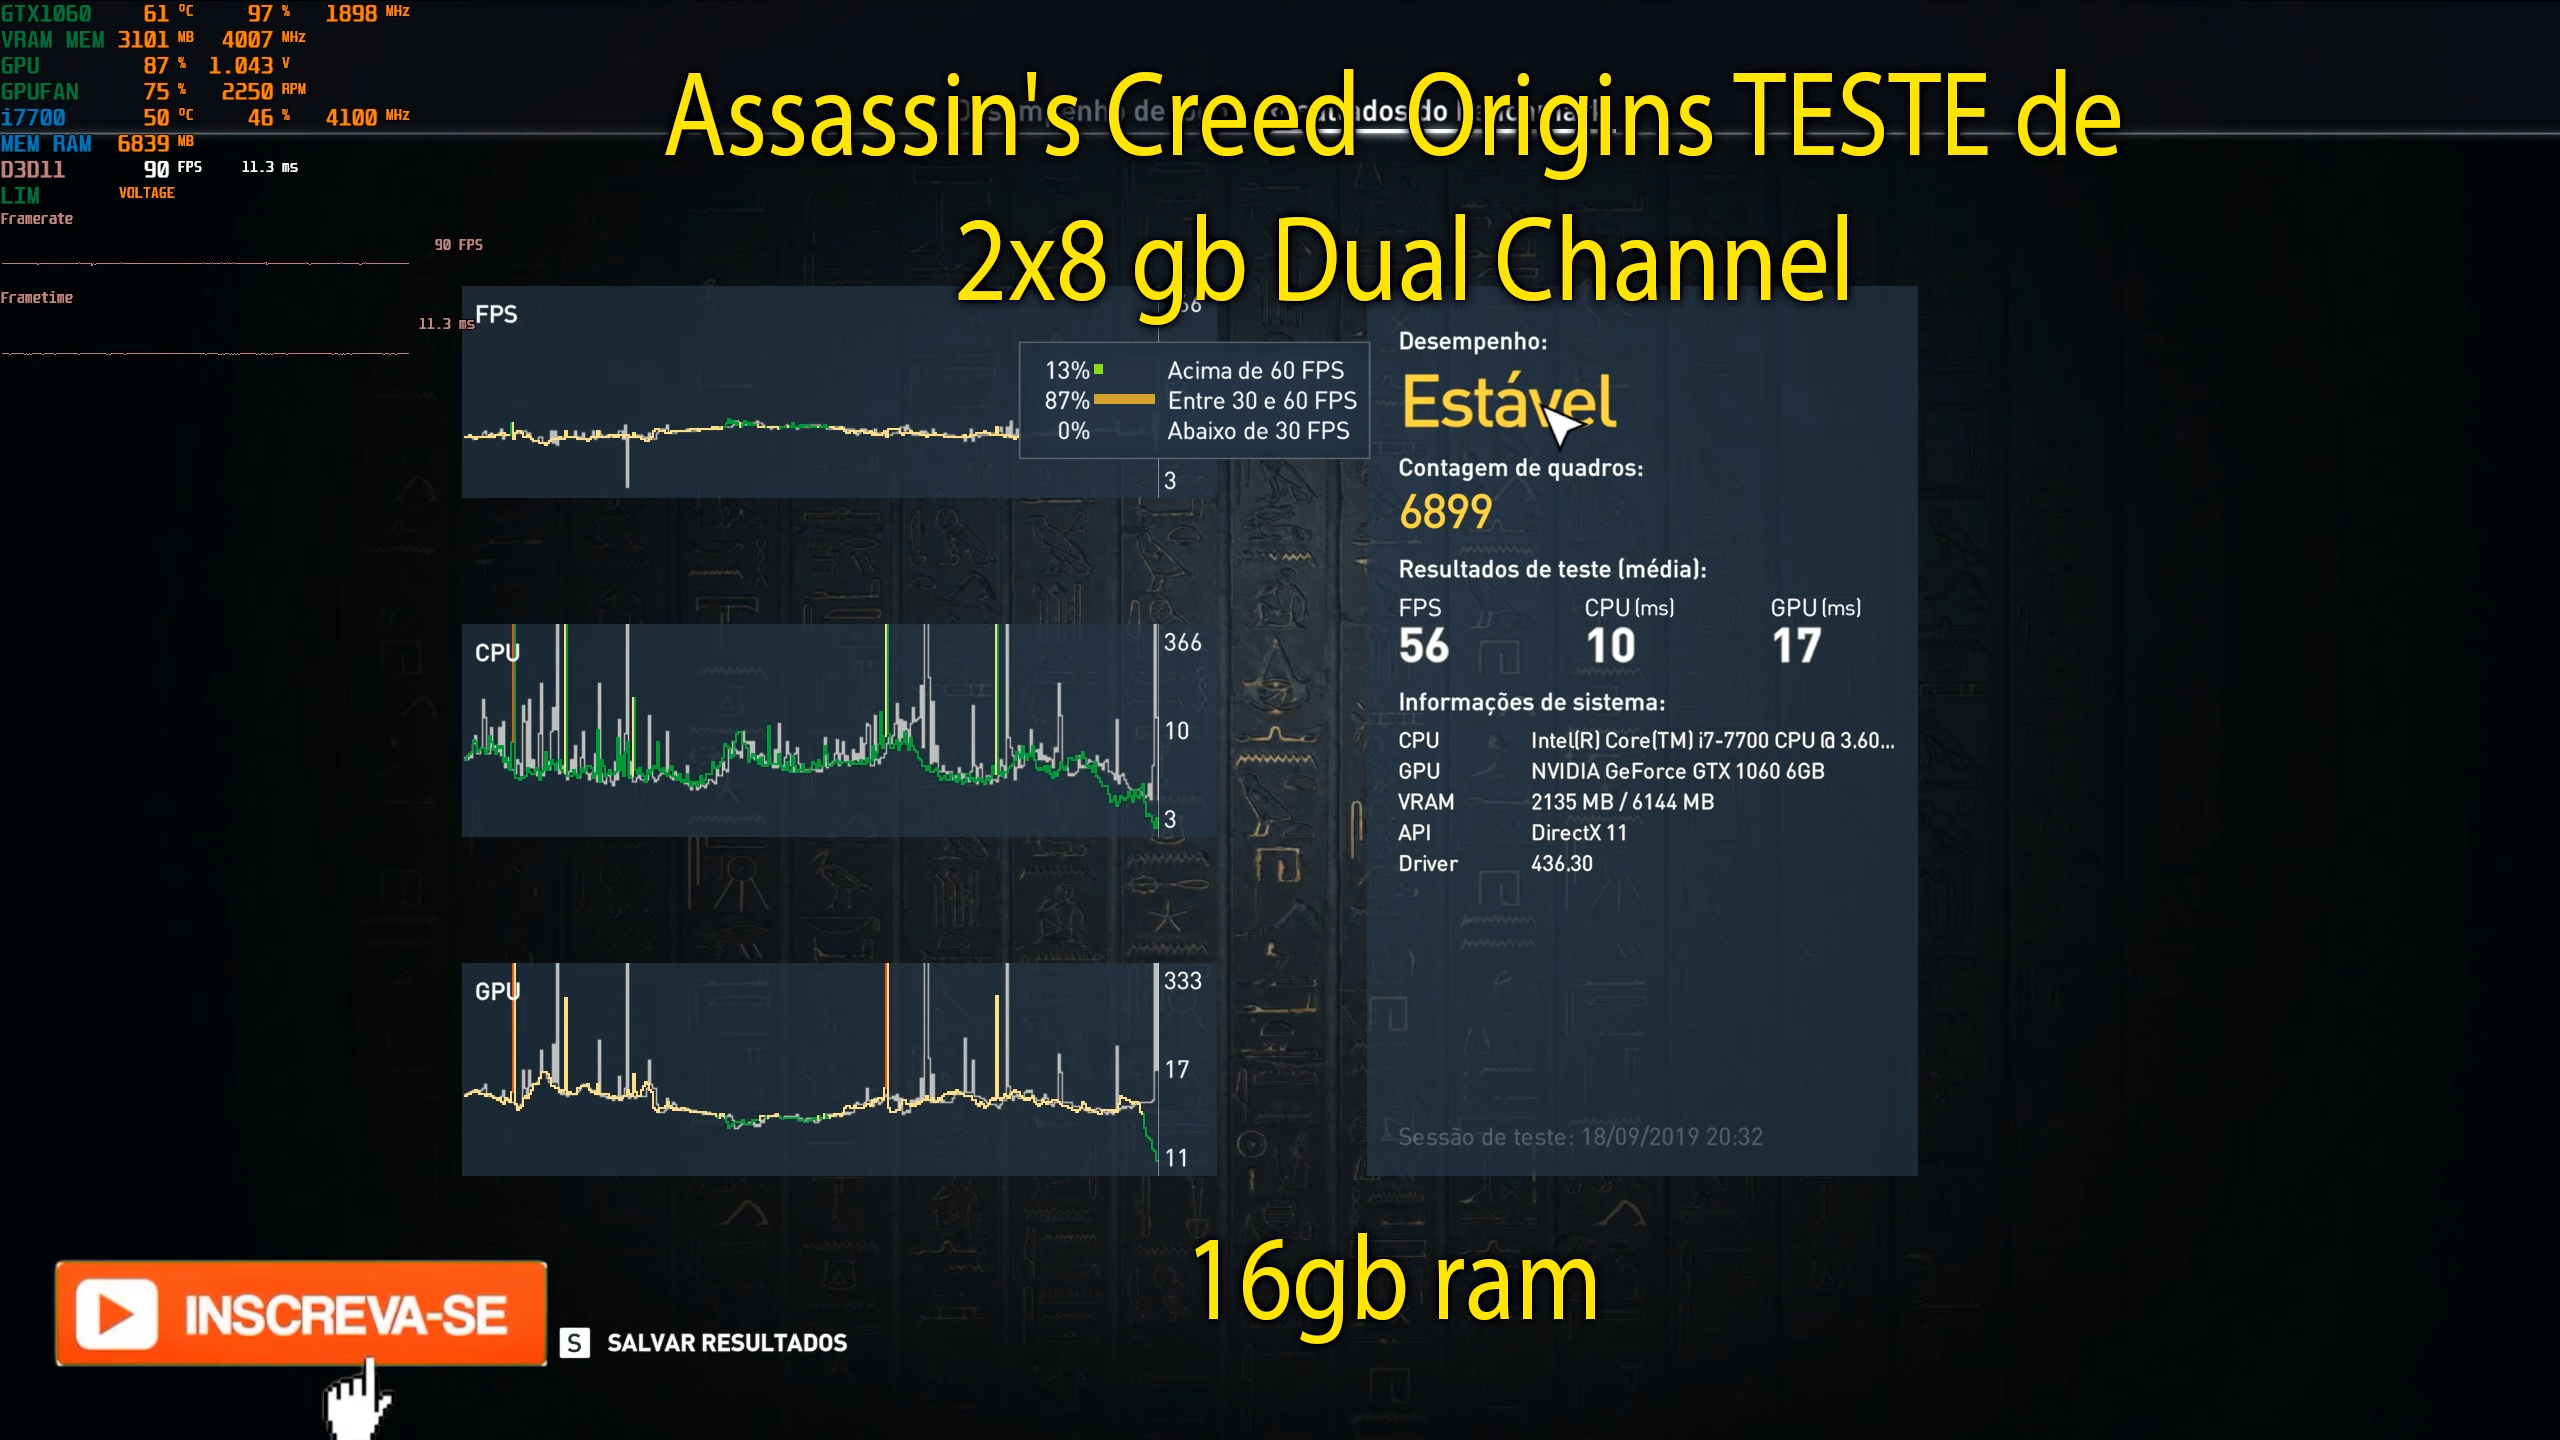 GTX1060 61 °C 97 % 1898 MHz
VRAM MEM 3101 MB 4007 MHz
GPU 87 % 1.043 V
GPUFAN 75 % 2250 RPM
i7700 50 °C 46 % 4100 MHz
MEM RAM 6839 MB
D3D11 90 FPS 11.3 ms
LIM VOLTAGE
Framerate
90 FPS
Frametime
11.3 ms
Assassin's Creed Origins TESTE de
2x8 gb Dual Channel
FPS
13% Acima de 60 FPS
87% Entre 30 e 60 FPS
0% Abaixo de 30 FPS
3
CPU
366
10
3
GPU
333
17
11
Desempenho:
Estável
Contagem de quadros:
6899
Resultados de teste (média):
FPS CPU (ms) GPU (ms)
56 10 17
Informações de sistema:
CPU Intel(R) Core(TM) i7-7700 CPU @ 3.60...
GPU NVIDIA GeForce GTX 1060 6GB
VRAM 2135 MB / 6144 MB
API DirectX 11
Driver 436.30
Sessão de teste: 18/09/2019 20:32
16gb ram
INSCREVA-SE
S SALVAR RESULTADOS